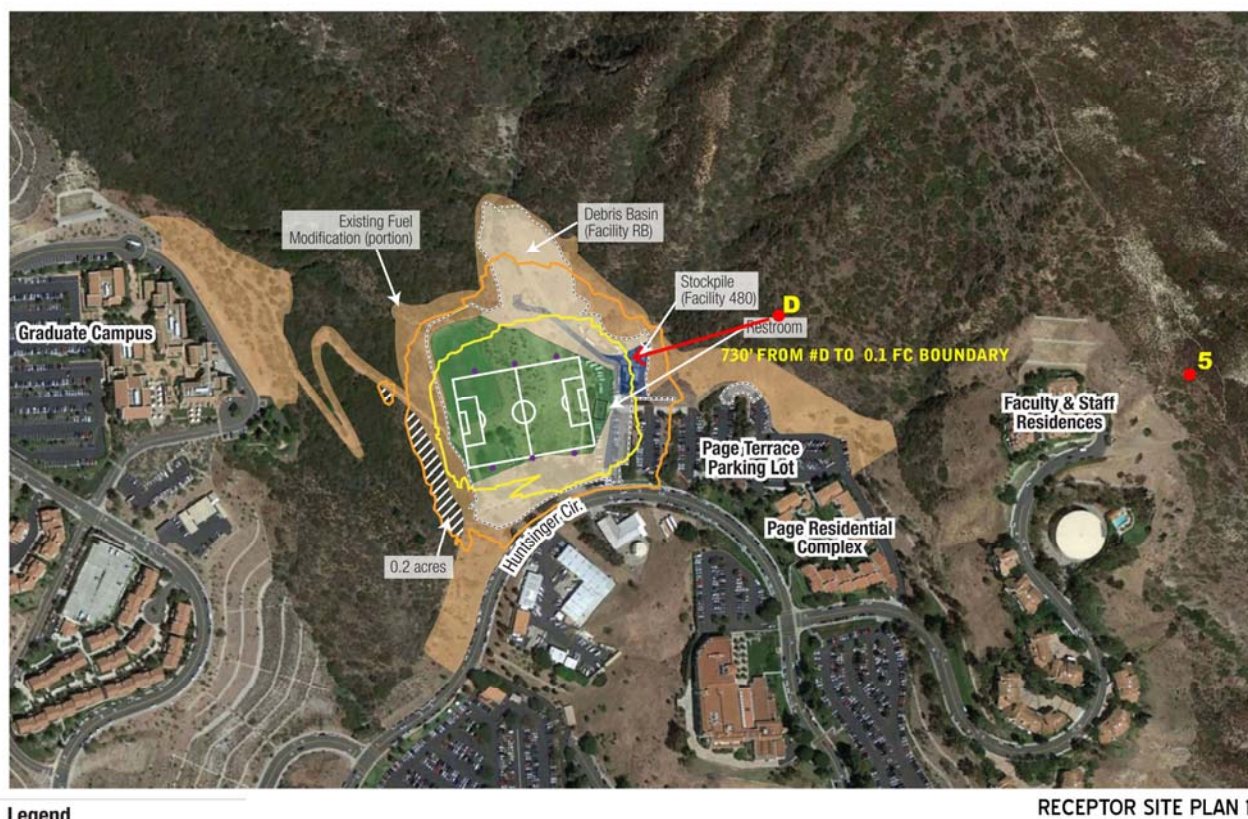 Existing Fuel
Modification (portion)
Debris Basin
(Facility RB)
Stockpile
(Facility 480)
D
Restroom
730' FROM #D TO 0.1 FC BOUNDARY
5
Graduate Campus
Faculty & Staff
Residences
Page Terrace
Parking Lot
Page Residential
Complex
Huntsinger Cir.
0.2 acres
Legend
RECEPTOR SITE PLAN 1